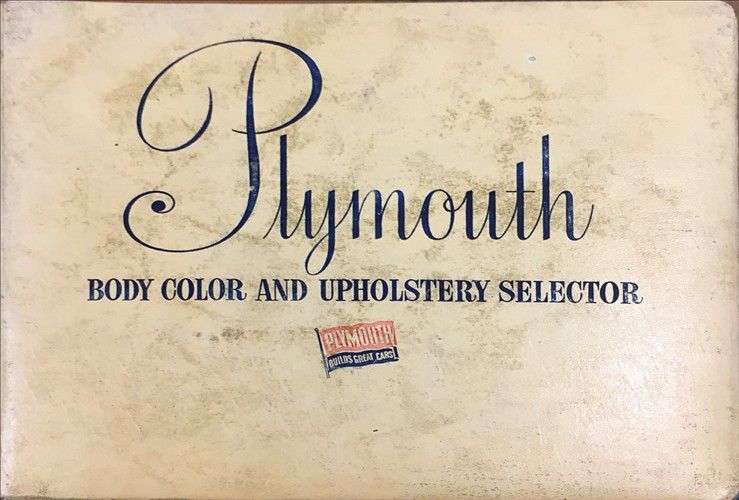 Plymouth
BODY COLOR AND UPHOLSTERY SELECTOR
PLYMOUTH
BUILDS GREAT CARS